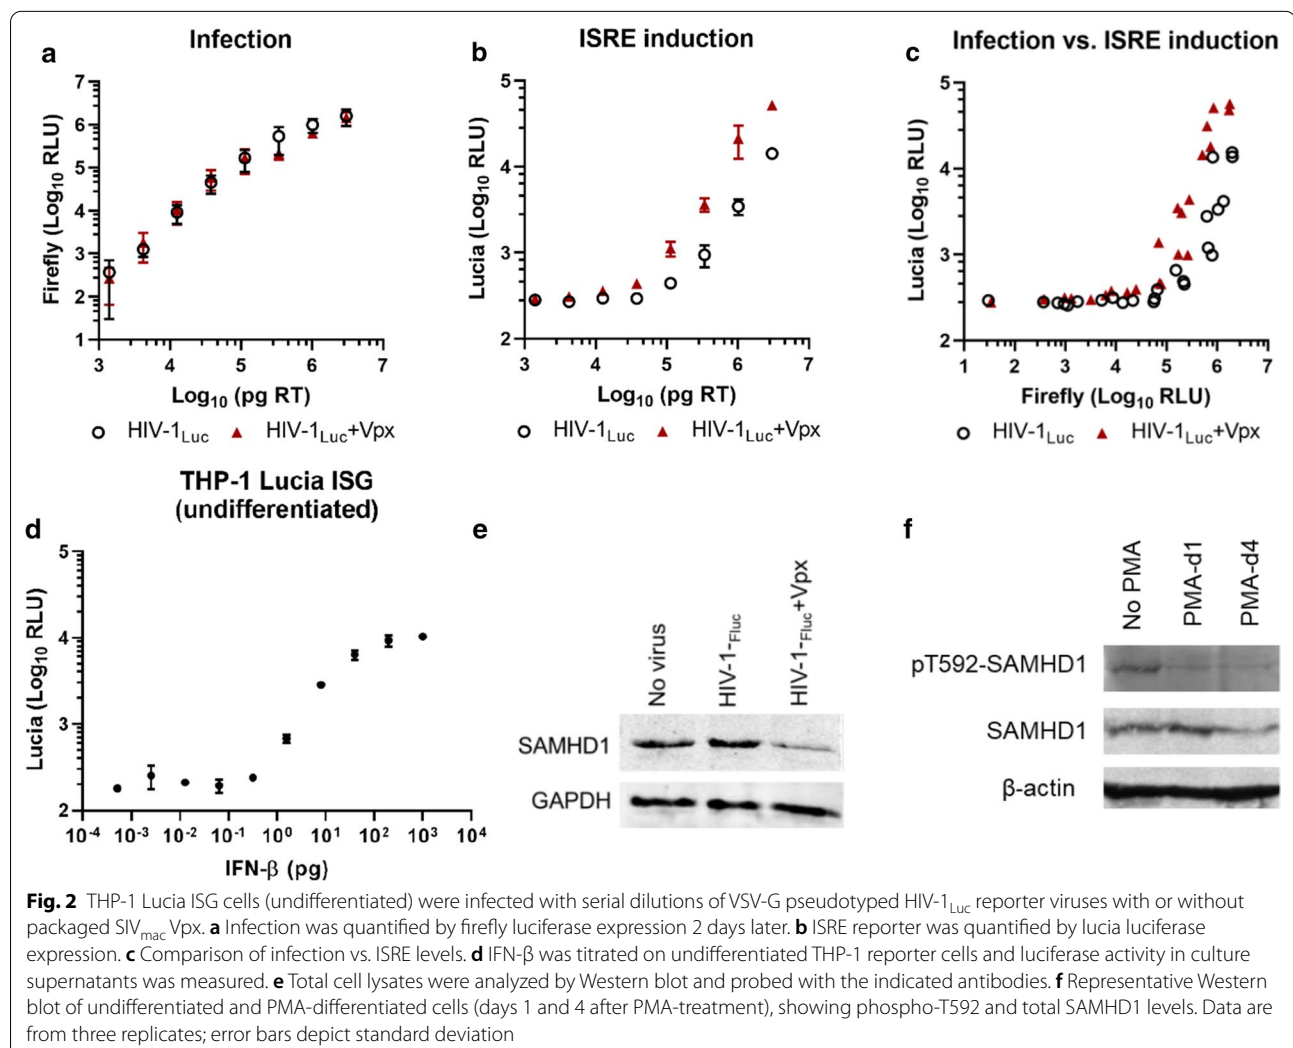 a
Infection
Firefly (Log10 RLU)
7
6
5
4
3
2
1
3 4 5 6 7
Log10 (pg RT)
HIV-1Luc HIV-1Luc+Vpx
b
ISRE induction
Lucia (Log10 RLU)
5
4
3
2
3 4 5 6 7
Log10 (pg RT)
HIV-1Luc HIV-1Luc+Vpx
c
Infection vs. ISRE induction
Lucia (Log10 RLU)
5
4
3
2
1 2 3 4 5 6 7
Firefly (Log10 RLU)
HIV-1Luc HIV-1Luc+Vpx
d
THP-1 Lucia ISG
(undifferentiated)
Lucia (Log10 RLU)
5
4
3
2
10-4 10-3 10-2 10-1 100 101 102 103 104
IFN-β (pg)
e
No virus
HIV-1-Fluc
HIV-1-Fluc+Vpx
SAMHD1
GAPDH
f
No PMA
PMA-d1
PMA-d4
pT592-SAMHD1
SAMHD1
β-actin
Fig. 2 THP-1 Lucia ISG cells (undifferentiated) were infected with serial dilutions of VSV-G pseudotyped HIV-1Luc reporter viruses with or without
packaged SIVmac Vpx. a Infection was quantified by firefly luciferase expression 2 days later. b ISRE reporter was quantified by lucia luciferase
expression. c Comparison of infection vs. ISRE levels. d IFN-β was titrated on undifferentiated THP-1 reporter cells and luciferase activity in culture
supernatants was measured. e Total cell lysates were analyzed by Western blot and probed with the indicated antibodies. f Representative Western
blot of undifferentiated and PMA-differentiated cells (days 1 and 4 after PMA-treatment), showing phospho-T592 and total SAMHD1 levels. Data are
from three replicates; error bars depict standard deviation